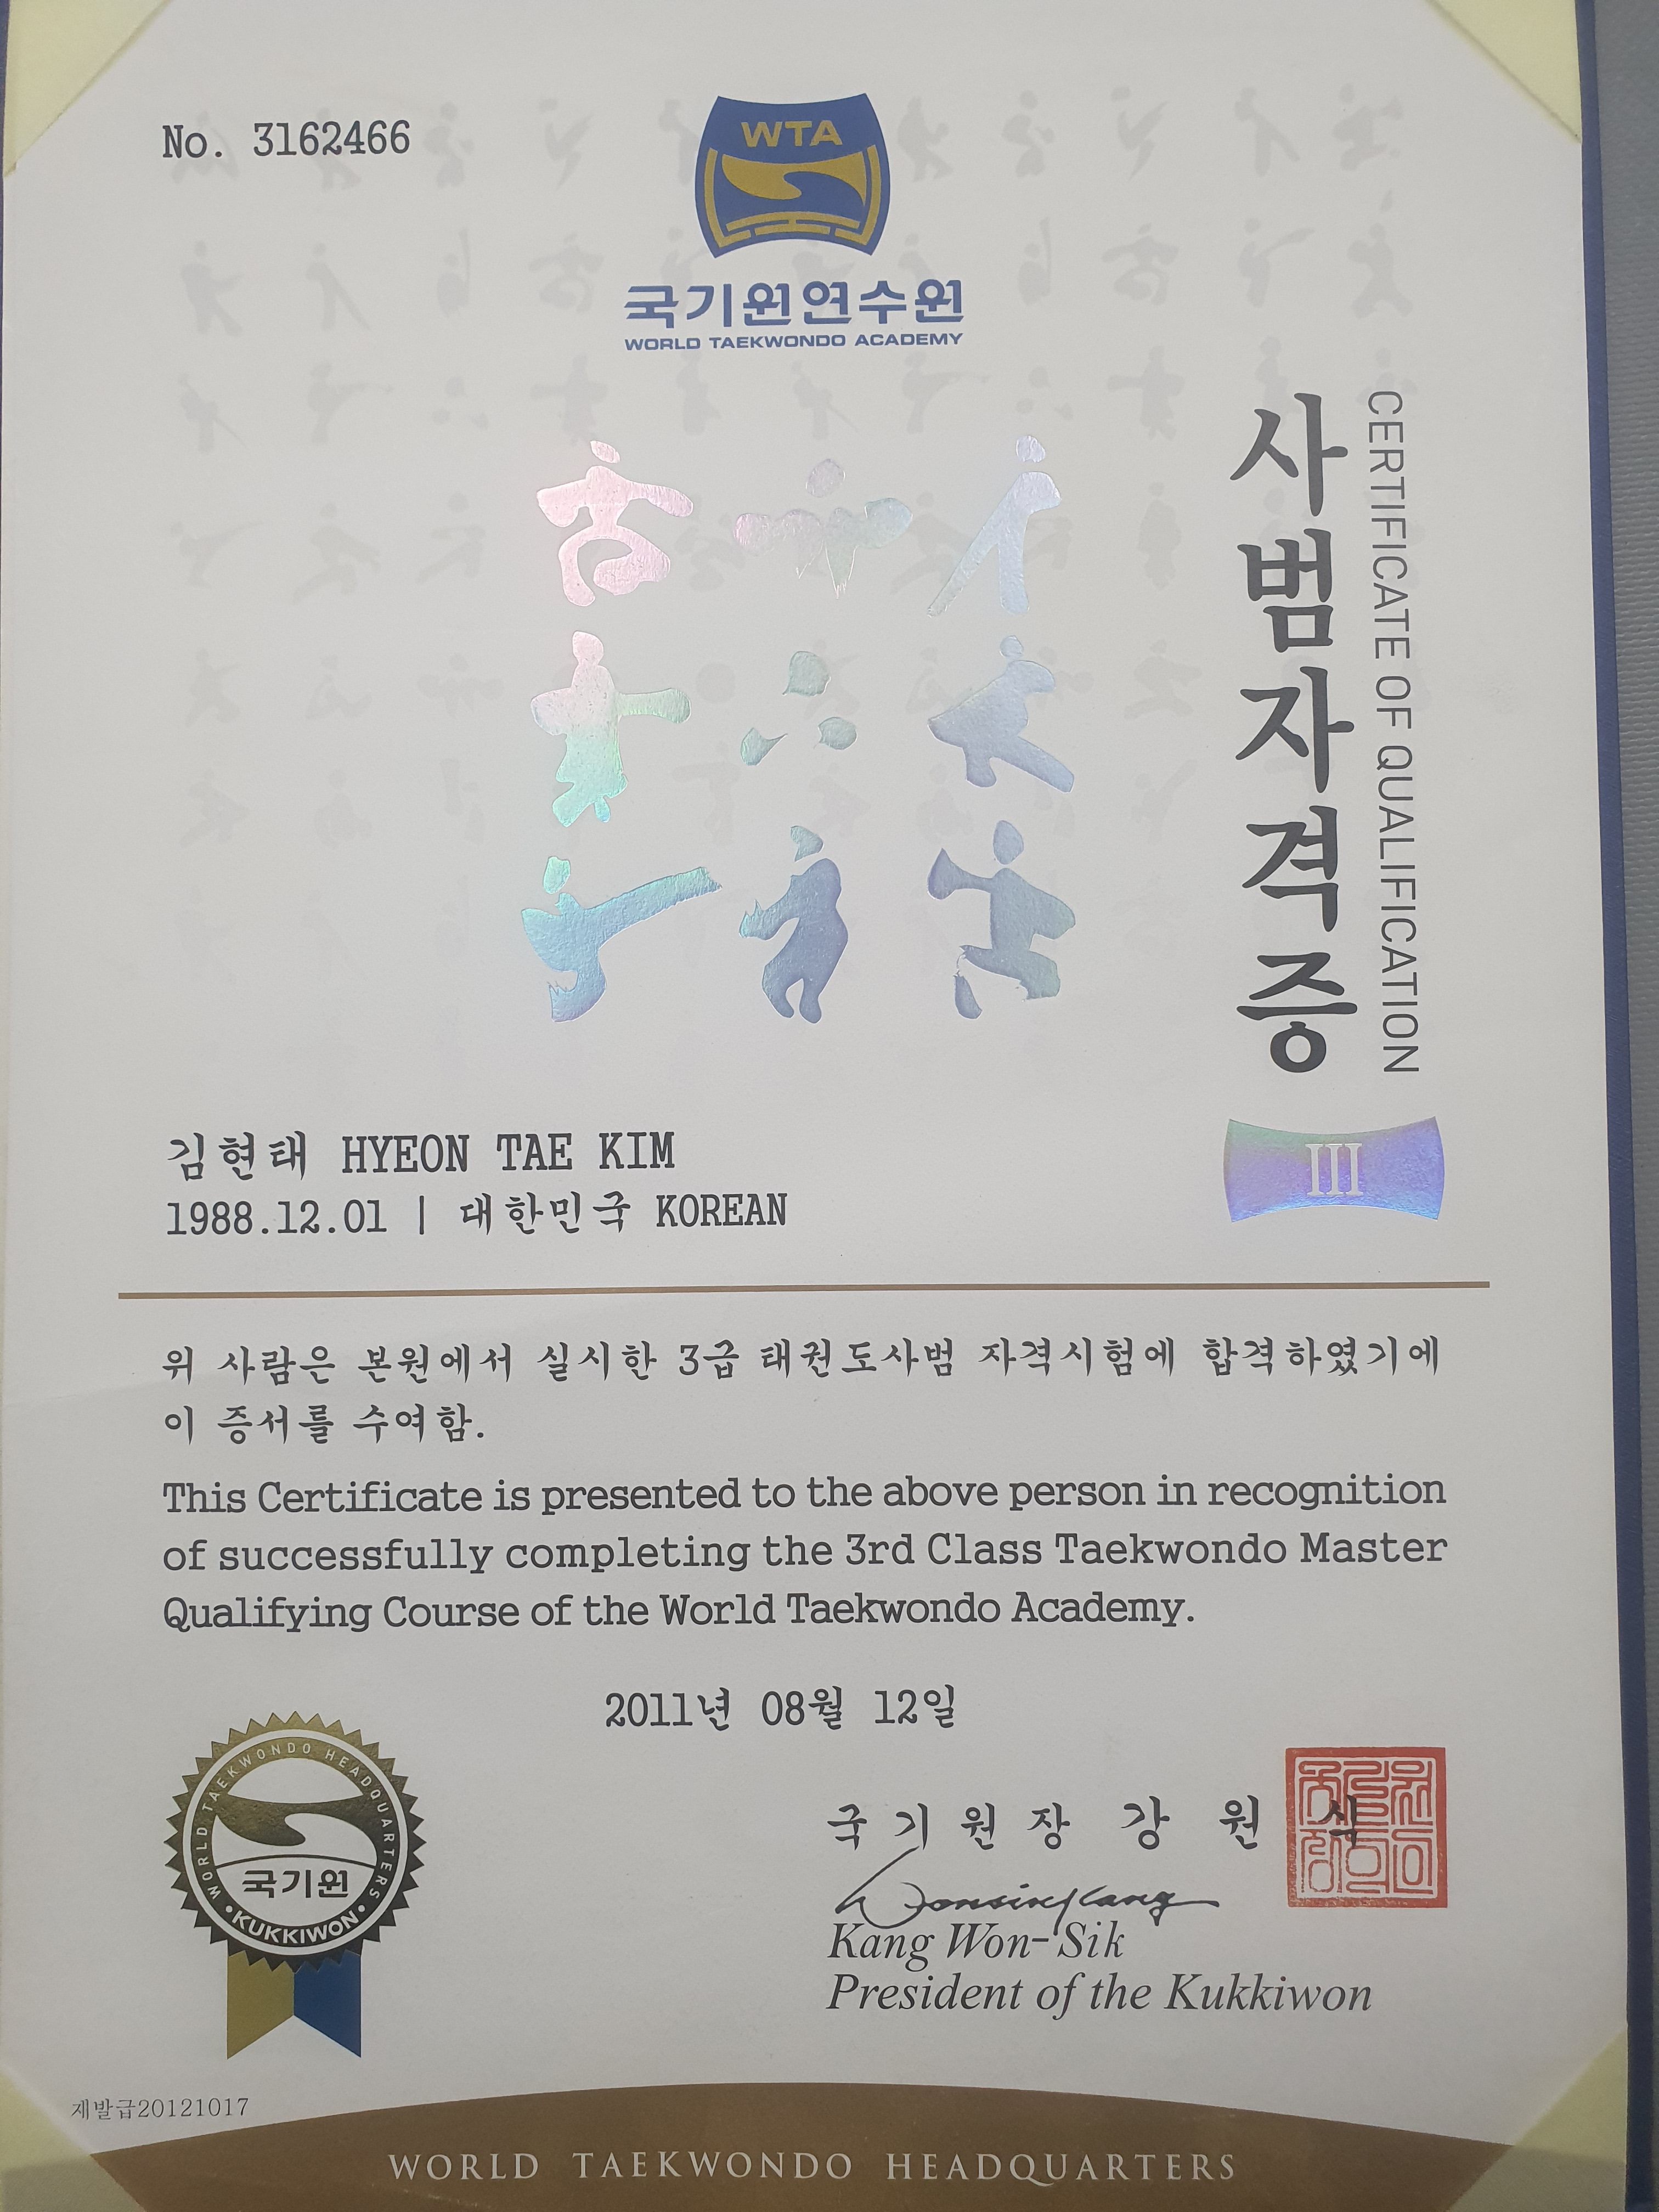 No. 3162466
WTA
국기원연수원
WORLD TAEKWONDO ACADEMY
사범자격증
CERTIFICATE OF QUALIFICATION
III
김현태 HYEON TAE KIM
1988.12.01 | 대한민국 KOREAN
위 사람은 본원에서 실시한 3급 태권도사범 자격시험에 합격하였기에
이 증서를 수여함.
This Certificate is presented to the above person in recognition
of successfully completing the 3rd Class Taekwondo Master
Qualifying Course of the World Taekwondo Academy.
2011년 08월 12일
WORLD TAEKWONDO HEADQUARTERS
국기원
KUKKIWON
국기원장 강 원 식
Wonsik Kang
Kang Won-Sik
President of the Kukkiwon
재발급20121017
WORLD TAEKWONDO HEADQUARTERS